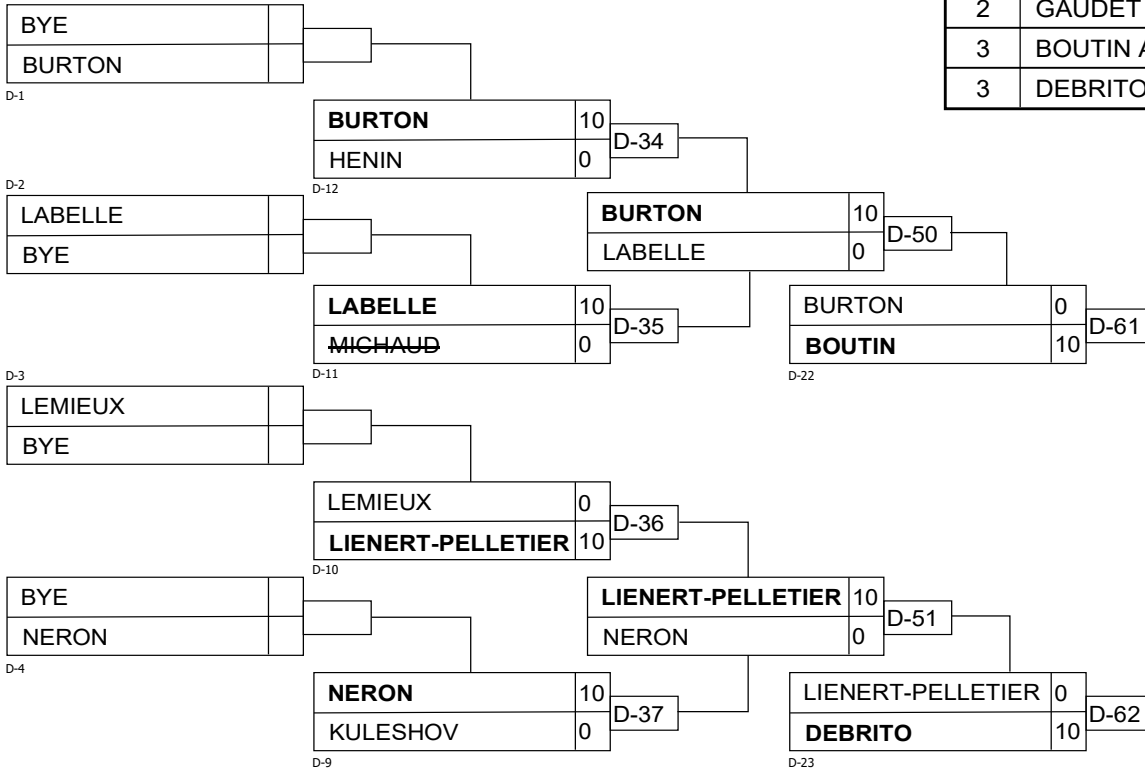 BYE
BURTON
D-1
2 GAUDET
3 BOUTIN A
3 DEBRITO
BURTON 10
HENIN 0
D-34
D-12
D-2
LABELLE
BYE
BURTON 10
LABELLE 0
D-50
LABELLE 10
MICHAUD 0
D-35
D-11
BURTON 0
BOUTIN 10
D-61
D-22
D-3
LEMIEUX
BYE
LEMIEUX 0
LIENERT-PELLETIER 10
D-36
D-10
BYE
NERON
D-4
LIENERT-PELLETIER 10
NERON 0
D-51
NERON 10
KULESHOV 0
D-37
D-9
LIENERT-PELLETIER 0
DEBRITO 10
D-62
D-23